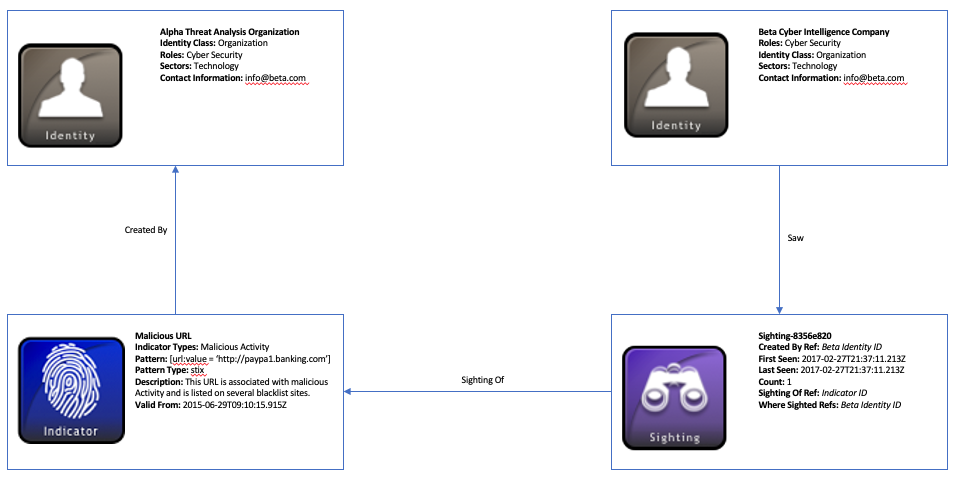 Alpha Threat Analysis Organization
Identity Class: Organization
Roles: Cyber Security
Sectors: Technology
Contact Information: info@beta.com
Identity
Beta Cyber Intelligence Company
Roles: Cyber Security
Identity Class: Organization
Sectors: Technology
Contact Information: info@beta.com
Identity
Created By
Saw
Malicious URL
Indicator Types: Malicious Activity
Pattern: [url:value = ‘http://paypa1.banking.com’]
Pattern Type: stix
Description: This URL is associated with malicious
Activity and is listed on several blacklist sites.
Valid From: 2015-06-29T09:10:15.915Z
Indicator
Sighting Of
Sighting-8356e820
Created By Ref: Beta Identity ID
First Seen: 2017-02-27T21:37:11.213Z
Last Seen: 2017-02-27T21:37:11.213Z
Count: 1
Sighting Of Ref: Indicator ID
Where Sighted Refs: Beta Identity ID
Sighting